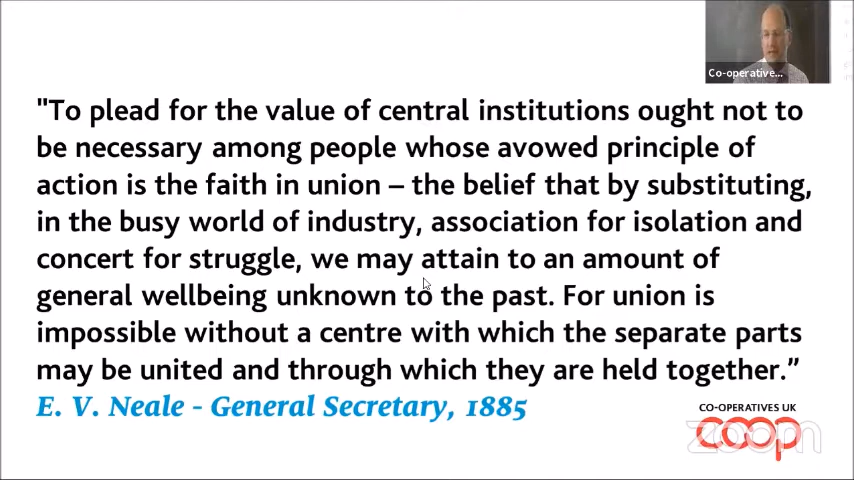 Co-operative...
"To plead for the value of central institutions ought not to
be necessary among people whose avowed principle of
action is the faith in union – the belief that by substituting,
in the busy world of industry, association for isolation and
concert for struggle, we may attain to an amount of
general wellbeing unknown to the past. For union is
impossible without a centre with which the separate parts
may be united and through which they are held together.”
E. V. Neale - General Secretary, 1885
CO-OPERATIVES UK
coop
zoom